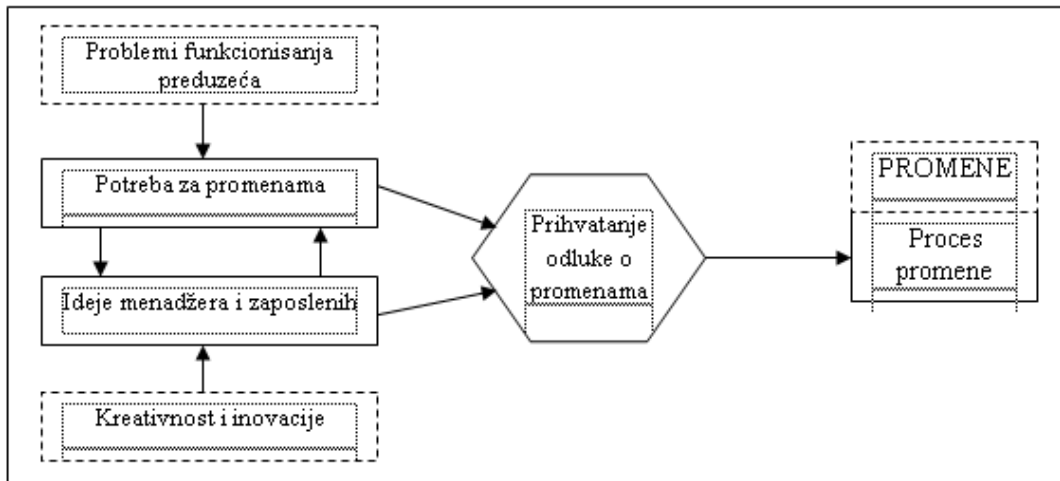 Problemi funkcionisanja
preduzeća
Potreba za promenama
Ideje menadžera i zaposlenih
Kreativnost i inovacije
Prihvatanje
odluke o
promenama
PROMENE
Proces
promene